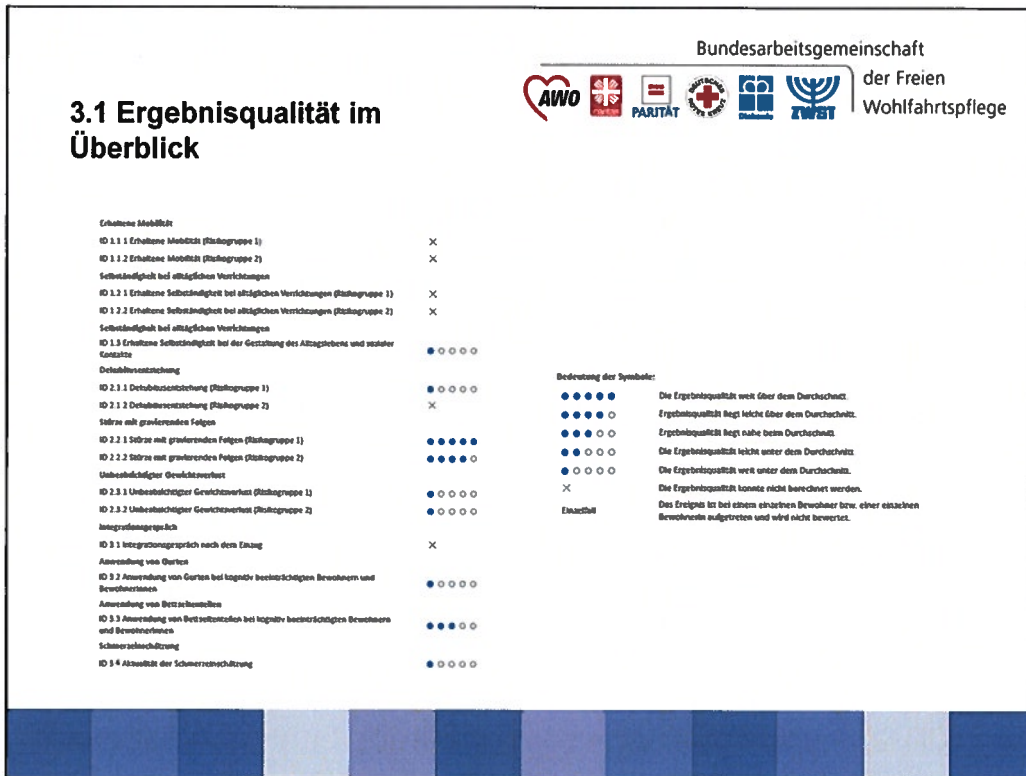 Bundesarbeitsgemeinschaft
der Freien
Wohlfahrtspflege
AWO
PARITÄT
DEUTSCHES ROTES KREUZ
Diakonie
ZWST
3.1 Ergebnisqualität im
Überblick
Erhaltene Mobilität
ID 1.1 1 Erhaltene Mobilität (Risikogruppe 1)
ID 1.1.2 Erhaltene Mobilität (Risikogruppe 2)
Selbständigkeit bei alltäglichen Verrichtungen
ID 1.2 1 Erhaltene Selbständigkeit bei alltäglichen Verrichtungen (Risikogruppe 1)
ID 1 2.2 Erhaltene Selbständigkeit bei alltäglichen Verrichtungen (Risikogruppe 2)
Selbständigkeit bei alltäglichen Verrichtungen
ID 1.3 Erhaltene Selbständigkeit bei der Gestaltung des Alltagslebens und sozialer
Kontakte
Dekubitusentstehung
ID 2.1.1 Dekubitusentstehung (Risikogruppe 1)
ID 2 1 2 Dekubitusentstehung (Risikogruppe 2)
Stürze mit gravierenden Folgen
ID 2.2 1 Stürze mit gravierenden Folgen (Risikogruppe 1)
ID 2 2.2 Stürze mit gravierenden Folgen (Risikogruppe 2)
Unbeabsichtigter Gewichtsverlust
ID 2.3.1 Unbeabsichtigter Gewichtsverlust (Risikogruppe 1)
ID 2.3.2 Unbeabsichtigter Gewichtsverlust (Risikogruppe 2)
Integrationsgespräch
ID 3 1 Integrationsgespräch nach dem Einzug
Anwendung von Gurten
ID 3.2 Anwendung von Gurten bei kognitiv beeinträchtigten Bewohnern und
Bewohnerinnen
Anwendung von Bettseitenteilen
ID 3.3 Anwendung von Bettseitenteilen bei kognitiv beeinträchtigten Bewohnern
und Bewohnerinnen
Schmerzeinschätzung
ID 3 4 Aktualität der Schmerzeinschätzung
Bedeutung der Symbole:
Die Ergebnisqualität weit über dem Durchschnitt.
Ergebnisqualität liegt leicht über dem Durchschnitt.
Ergebnisqualität liegt nahe beim Durchschnitt.
Die Ergebnisqualität leicht unter dem Durchschnitt.
Die Ergebnisqualität weit unter dem Durchschnitt.
Die Ergebnisqualität konnte nicht berechnet werden.
Einzelfall
Das Ereignis ist bei einem einzelnen Bewohner bzw. einer einzelnen
Bewohnerin aufgetreten und wird nicht bewertet.